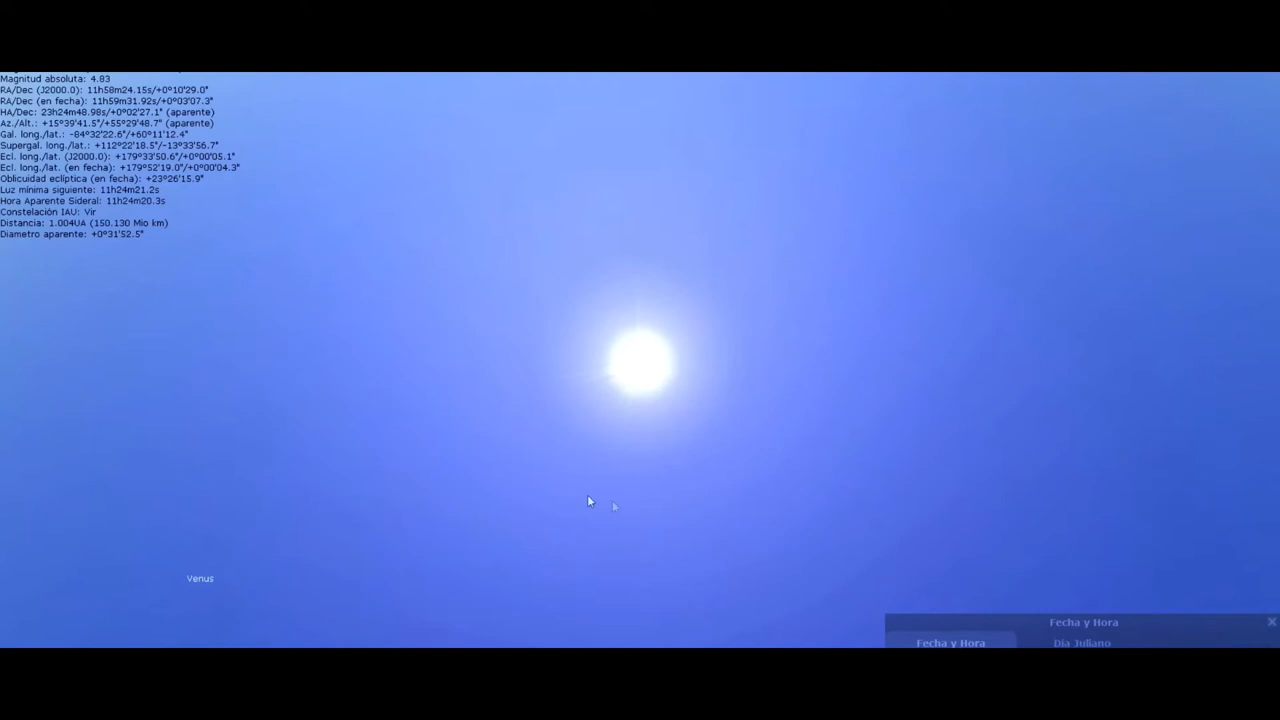 Magnitud absoluta: 4.83
RA/Dec (J2000.0): 11h58m24.15s/+0°10'29.0"
RA/Dec (en fecha): 11h59m31.92s/+0°03'07.3"
HA/Dec: 23h24m48.98s/+0°02'27.1" (aparente)
Az./Alt.: +15°39'41.5"/+55°29'48.7" (aparente)
Gal. long./lat.: -84°32'22.6"/+60°11'12.4"
Supergal. long./lat.: +112°22'18.5"/-13°33'56.7"
Ecl. long./lat. (J2000.0): +179°33'50.6"/+0°00'05.1"
Ecl. long./lat. (en fecha): +179°52'19.0"/+0°00'04.3"
Oblicuidad eclíptica (en fecha): +23°26'15.9"
Luz mínima siguiente: 11h24m21.2s
Hora Aparente Sideral: 11h24m20.3s
Constelación IAU: Vir
Distancia: 1.004UA (150.130 Mio km)
Diametro aparente: +0°31'52.5"
Venus
Fecha y Hora
Fecha y Hora Día Juliano